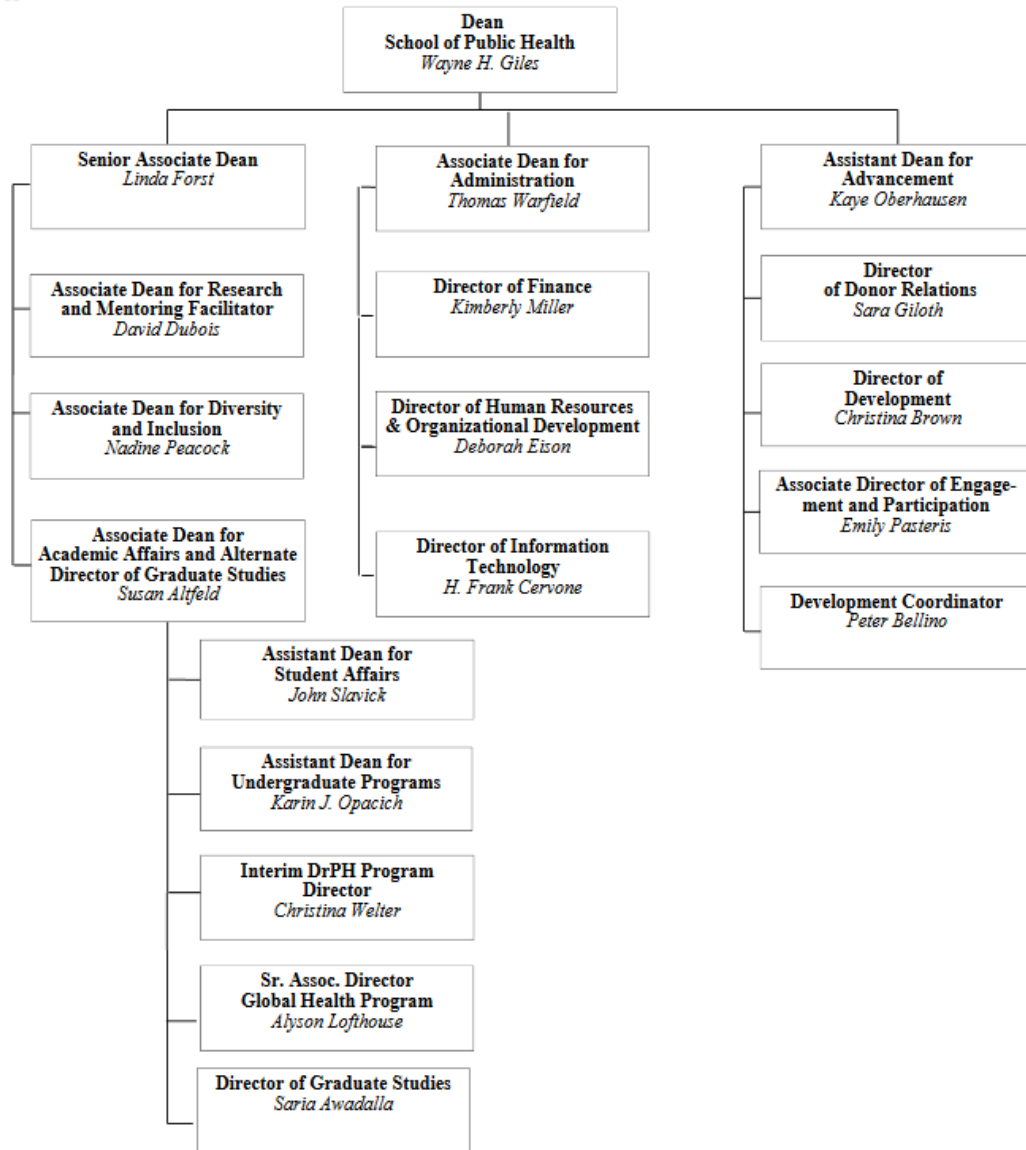 Dean
School of Public Health
Wayne H. Giles
Senior Associate Dean
Linda Forst
Associate Dean for Research
and Mentoring Facilitator
David Dubois
Associate Dean for Diversity
and Inclusion
Nadine Peacock
Associate Dean for
Academic Affairs and Alternate
Director of Graduate Studies
Susan Altfeld
Assistant Dean for
Student Affairs
John Slavick
Assistant Dean for
Undergraduate Programs
Karin J. Opacich
Interim DrPH Program
Director
Christina Welter
Sr. Assoc. Director
Global Health Program
Alyson Lofthouse
Director of Graduate Studies
Saria Awadalla
Associate Dean for
Administration
Thomas Warfield
Director of Finance
Kimberly Miller
Director of Human Resources
& Organizational Development
Deborah Eison
Director of Information
Technology
H. Frank Cervone
Assistant Dean for
Advancement
Kaye Oberhausen
Director
of Donor Relations
Sara Giloth
Director of
Development
Christina Brown
Associate Director of Engage-
ment and Participation
Emily Pasteris
Development Coordinator
Peter Bellino